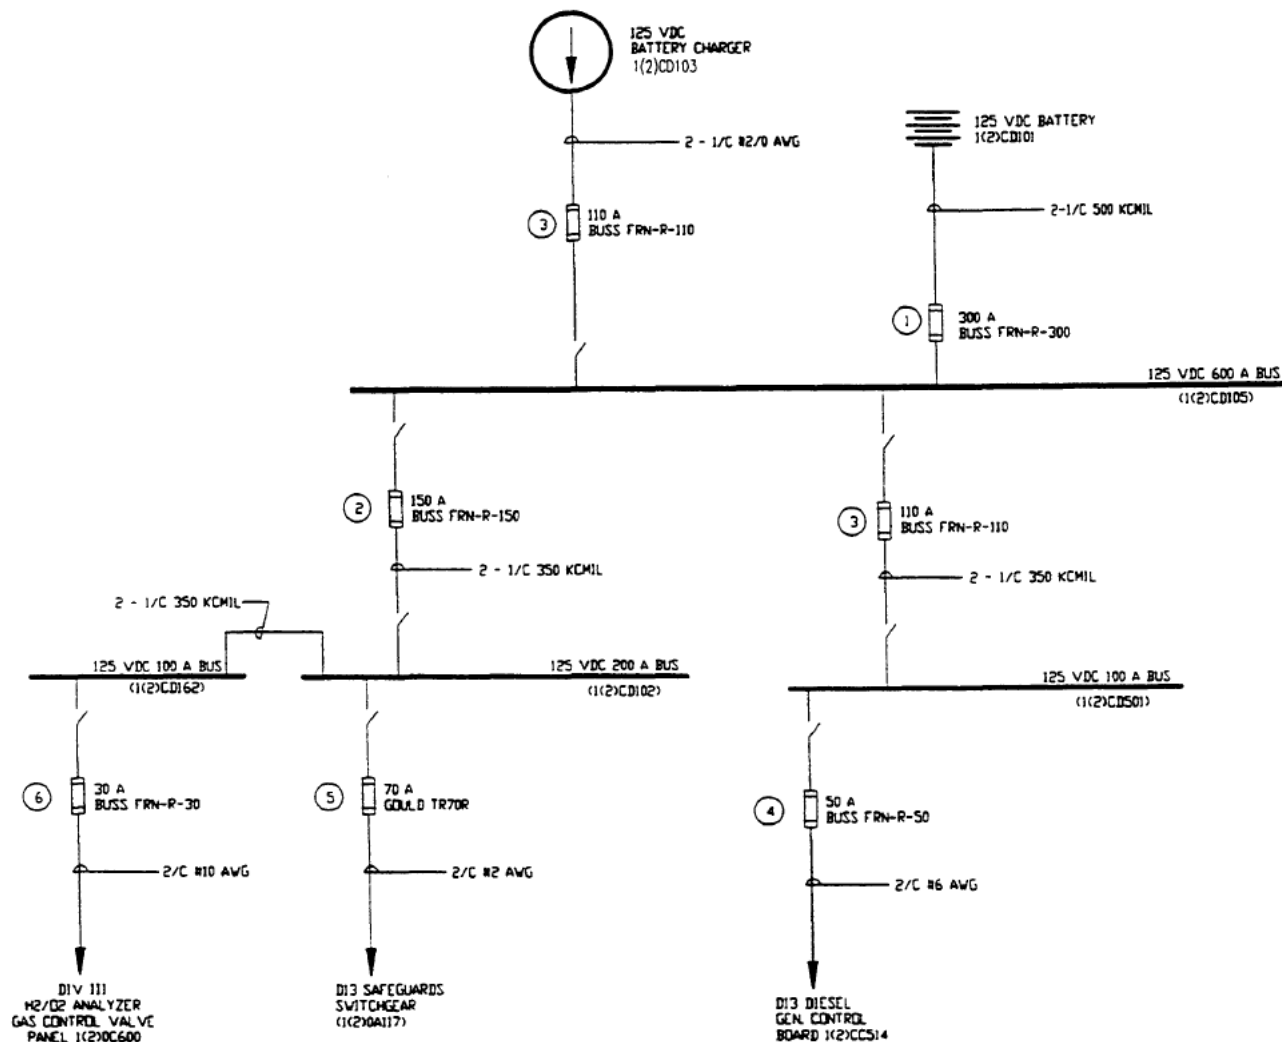 125 VDC
BATTERY CHARGER
1(2)CD103
2 - 1/C #2/0 AWG
125 VDC BATTERY
1(2)CD101
2-1/C 500 KCMIL
3
110 A
BUSS FRN-R-110
1
300 A
BUSS FRN-R-300
125 VDC 600 A BUS
(1(2)CD105)
2
150 A
BUSS FRN-R-150
3
110 A
BUSS FRN-R-110
2 - 1/C 350 KCMIL
2 - 1/C 350 KCMIL
2 - 1/C 350 KCMIL
125 VDC 100 A BUS
(1(2)CD162)
125 VDC 200 A BUS
(1(2)CD102)
125 VDC 100 A BUS
(1(2)CD501)
6
30 A
BUSS FRN-R-30
5
70 A
GOULD TR70R
4
50 A
BUSS FRN-R-50
2/C #10 AWG
2/C #2 AWG
2/C #6 AWG
DIV III
H2/O2 ANALYZER
GAS CONTROL VALVE
PANEL 1(2)0C600
D13 SAFEGUARDS
SWITCHGEAR
(1(2)0A117)
D13 DIESEL
GEN. CONTROL
BOARD 1(2)CC514